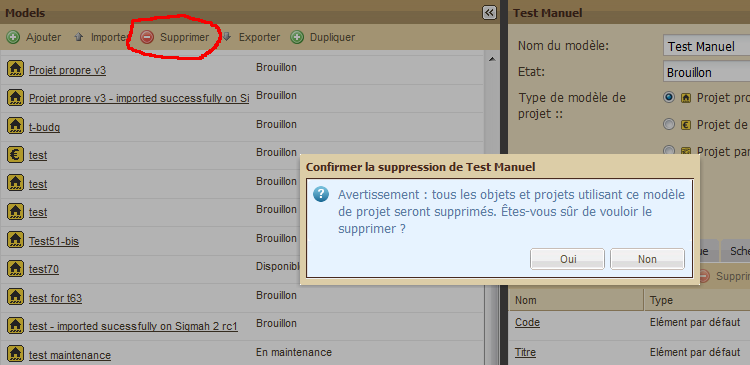 Models
Ajouter Importer Supprimer Exporter Dupliquer
Projet propre v3 Brouillon
Projet propre v3 - imported successfully on Si Brouillon
t-budg Brouillon
test Brouillon
test Brouillon
test Brouillon
Test51-bis Brouillon
test70 Disponible
test for t63 Brouillon
test - imported sucessfully on Sigmah 2 rc1 Brouillon
test maintenance En maintenance
Test Manuel
Nom du modèle: Test Manuel
Etat: Brouillon
Type de modèle de Projet pro
projet :: Projet de
Projet par
Confirmer la suppression de Test Manuel
Avertissement : tous les objets et projets utilisant ce modèle
de projet seront supprimés. Êtes-vous sûr de vouloir le
supprimer ?
Oui Non
ue Sché
Supprir
Nom Type
Code Elément par défaut
Titre Elément par défaut